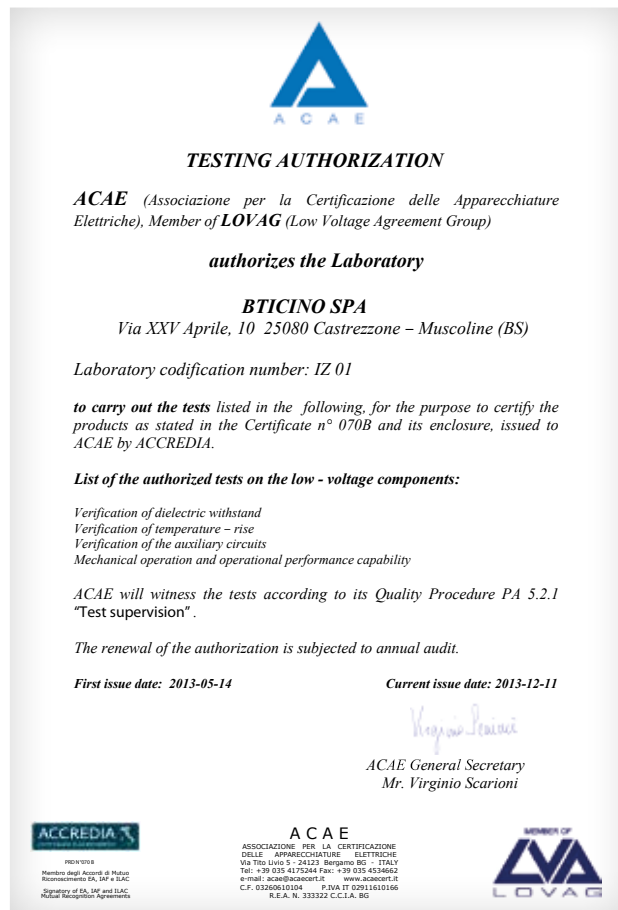 ACAE
TESTING AUTHORIZATION
ACAE (Associazione per la Certificazione delle Apparecchiature
Elettriche), Member of LOVAG (Low Voltage Agreement Group)
authorizes the Laboratory
BTICINO SPA
Via XXV Aprile, 10 25080 Castrezzone – Muscoline (BS)
Laboratory codification number: IZ 01
to carry out the tests listed in the following, for the purpose to certify the
products as stated in the Certificate n° 070B and its enclosure, issued to
ACAE by ACCREDIA.
List of the authorized tests on the low - voltage components:
Verification of dielectric withstand
Verification of temperature – rise
Verification of the auxiliary circuits
Mechanical operation and operational performance capability
ACAE will witness the tests according to its Quality Procedure PA 5.2.1
“Test supervision” .
The renewal of the authorization is subjected to annual audit.
First issue date: 2013-05-14 Current issue date: 2013-12-11
ACAE General Secretary
Mr. Virginio Scarioni
ACCREDIA
PRD N°070 B
Membro degli Accordi di Mutuo
Riconoscimento EA, IAF e ILAC
Signatory of EA, IAF and ILAC
Mutual Recognition Agreements
ACAE
ASSOCIAZIONE PER LA CERTIFICAZIONE
DELLE APPARECCHIATURE ELETTRICHE
Via Tito Livio 5 - 24123 Bergamo BG - ITALY
Tel: +39 035 4175244 Fax: +39 035 4534662
e-mail: acae@acaecert.it www.acaecert.it
C.F. 03260610104 P.IVA IT 02911610166
R.E.A. N. 333322 C.C.I.A. BG
MEMBER OF
LVA
LOVAG